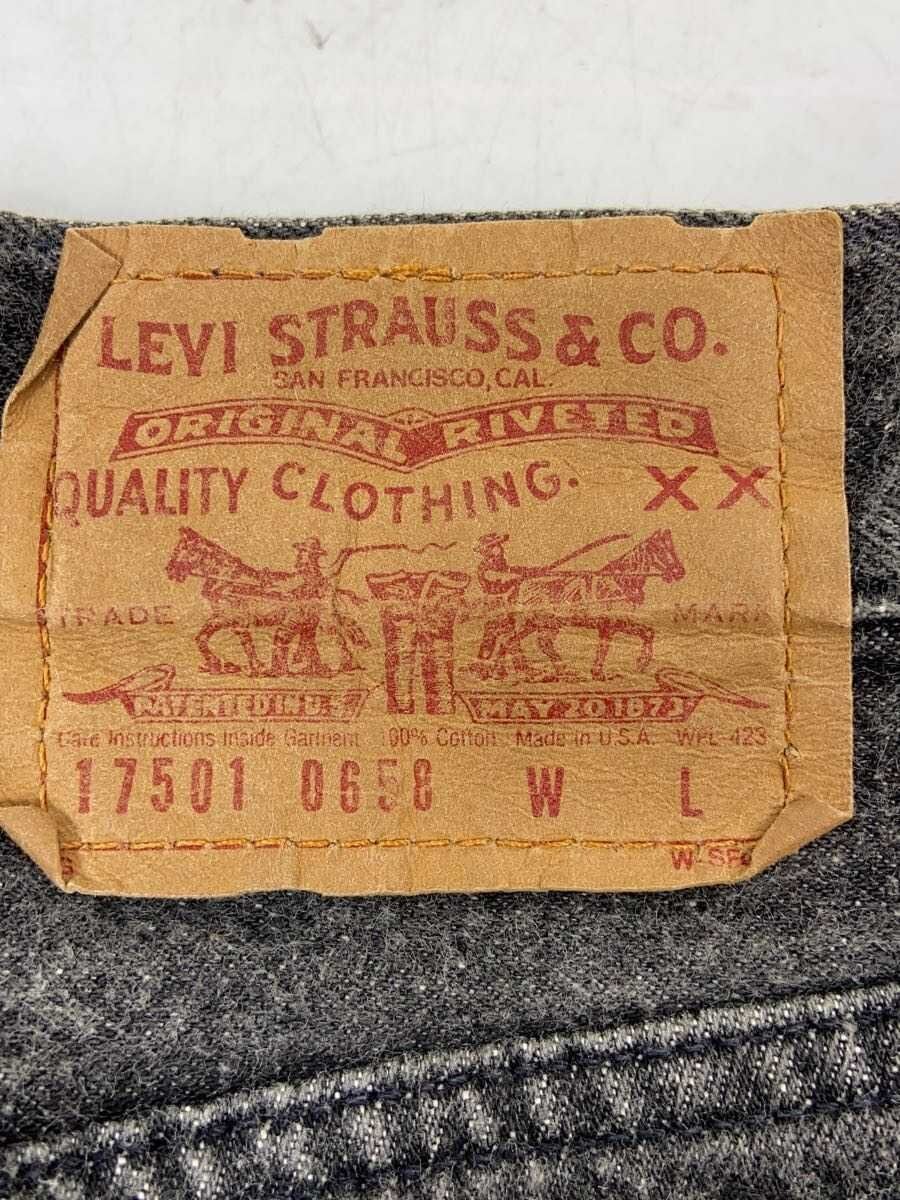 LEVI STRAUSS & CO.
SAN FRANCISCO, CAL.
ORIGINAL RIVETED
QUALITY CLOTHING. XX
TRADE MARK
PATENTED IN U.S. MAY 20 1873
Care Instructions Inside Garment 100% Cotton Made in U.S.A. WPL 423
17501 0658 W L